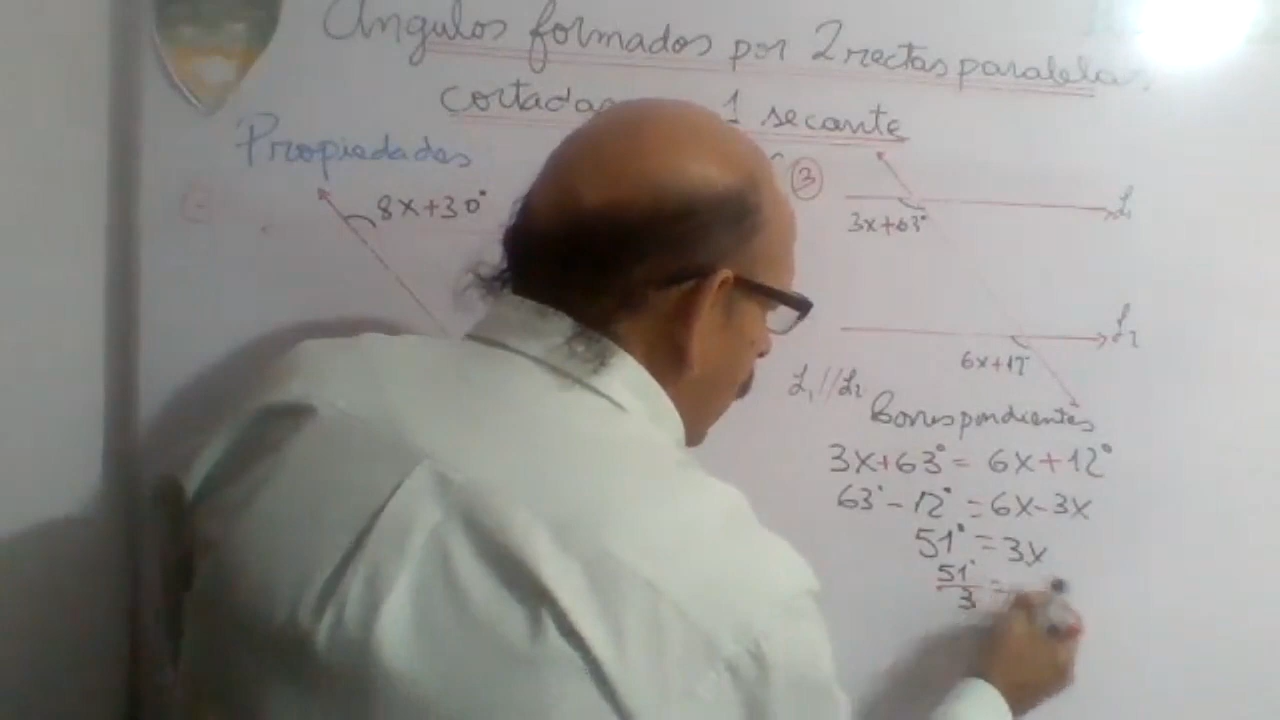 Angulos formados por 2 rectas paralelas
cortadas 1 secante
Propiedades
8x+30°
3
L1
3x+63°
L2
6x+12°
L1//L2
Correspondientes
3x+63° = 6x+12°
63° - 12° = 6x-3x
51° = 3x
51°/3 =